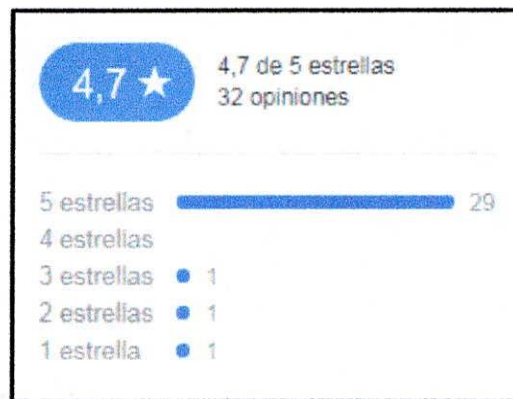 4,7 ★
4,7 de 5 estrellas
32 opiniones
5 estrellas 29
4 estrellas
3 estrellas 1
2 estrellas 1
1 estrella 1